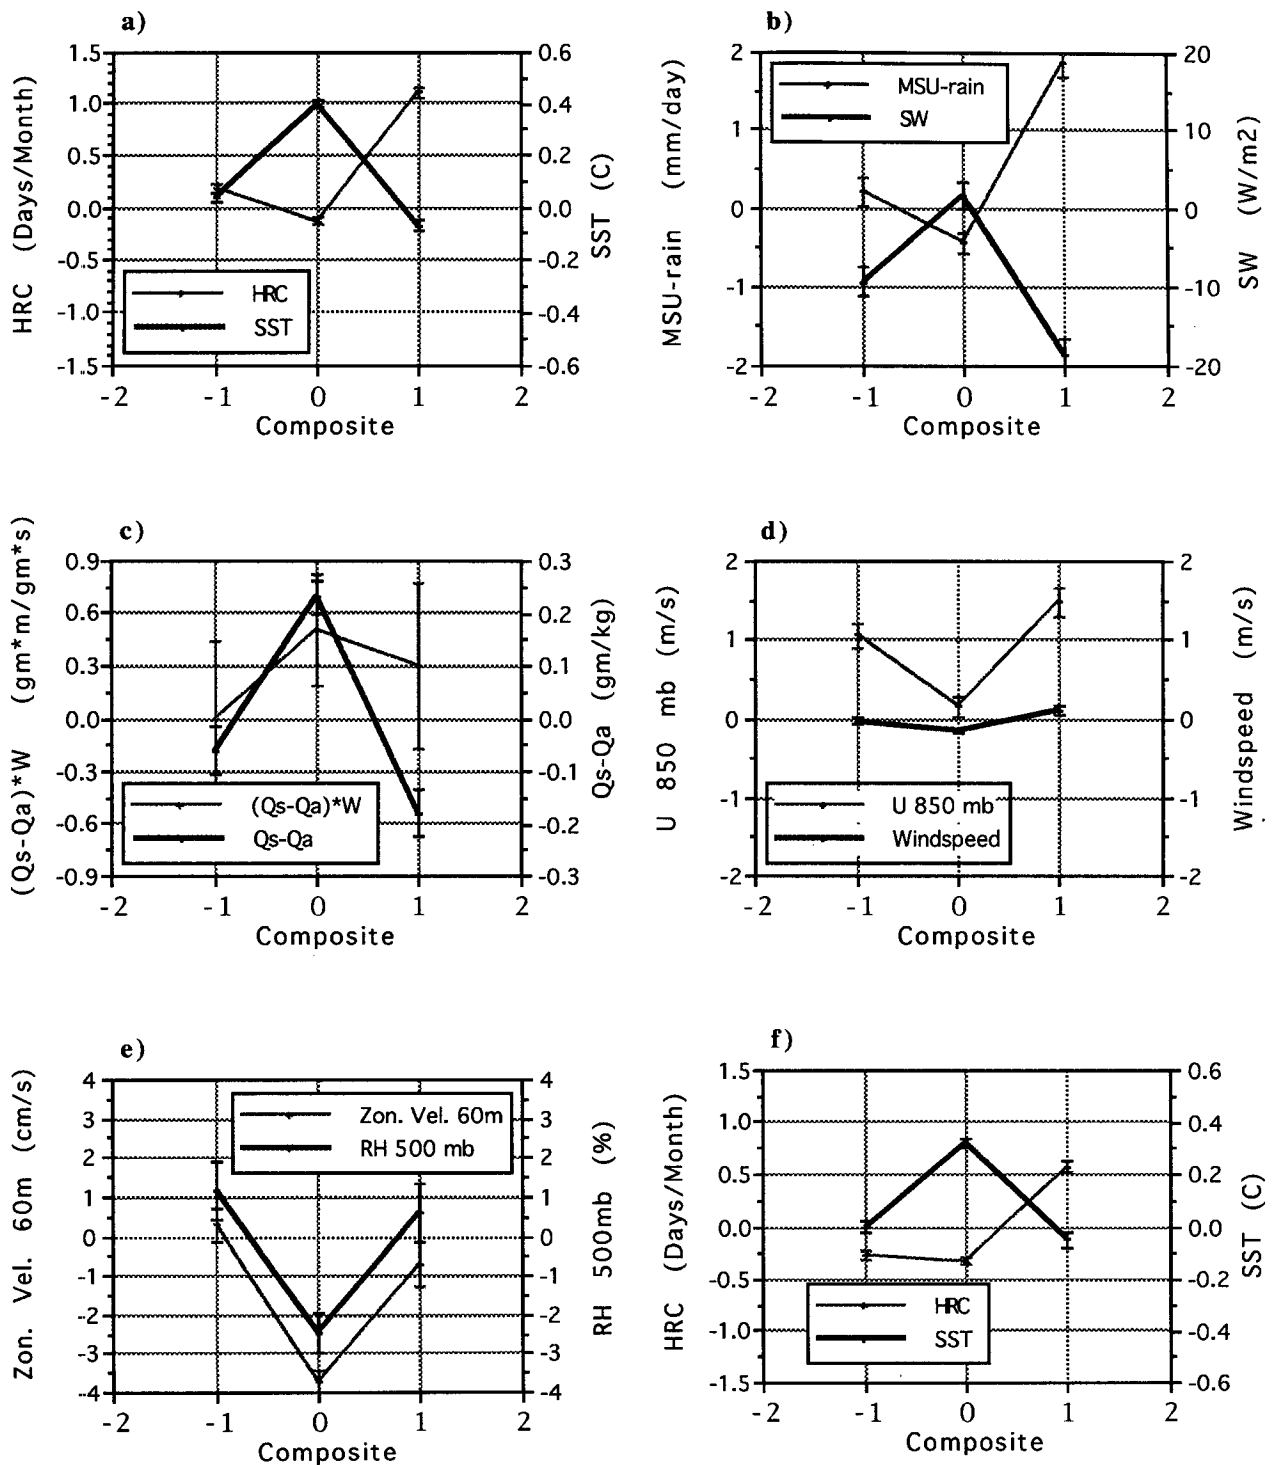 a)
HRC (Days/Month)
1.5
1.0
0.5
0.0
-0.5
-1.0
-1.5
0.6
0.4
0.2
0.0
-0.2
-0.4
-0.6
SST (C)
HRC
SST
-2 -1 0 1 2
Composite
b)
MSU-rain (mm/day)
2
1
0
-1
-2
20
10
0
-10
-20
SW (W/m2)
MSU-rain
SW
-2 -1 0 1 2
Composite
c)
(Qs-Qa)*W (gm*m/gm*s)
0.9
0.6
0.3
0.0
-0.3
-0.6
-0.9
0.3
0.2
0.1
0.0
-0.1
-0.2
-0.3
Qs-Qa (gm/kg)
(Qs-Qa)*W
Qs-Qa
-2 -1 0 1 2
Composite
d)
U 850 mb (m/s)
2
1
0
-1
-2
2
1
0
-1
-2
Windspeed (m/s)
U 850 mb
Windspeed
-2 -1 0 1 2
Composite
e)
Zon. Vel. 60m (cm/s)
4
3
2
1
0
-1
-2
-3
-4
4
3
2
1
0
-1
-2
-3
-4
RH 500mb (%)
Zon. Vel. 60m
RH 500 mb
-2 -1 0 1 2
Composite
f)
HRC (Days/Month)
1.5
1.0
0.5
0.0
-0.5
-1.0
-1.5
0.6
0.4
0.2
0.0
-0.2
-0.4
-0.6
SST (C)
HRC
SST
-2 -1 0 1 2
Composite